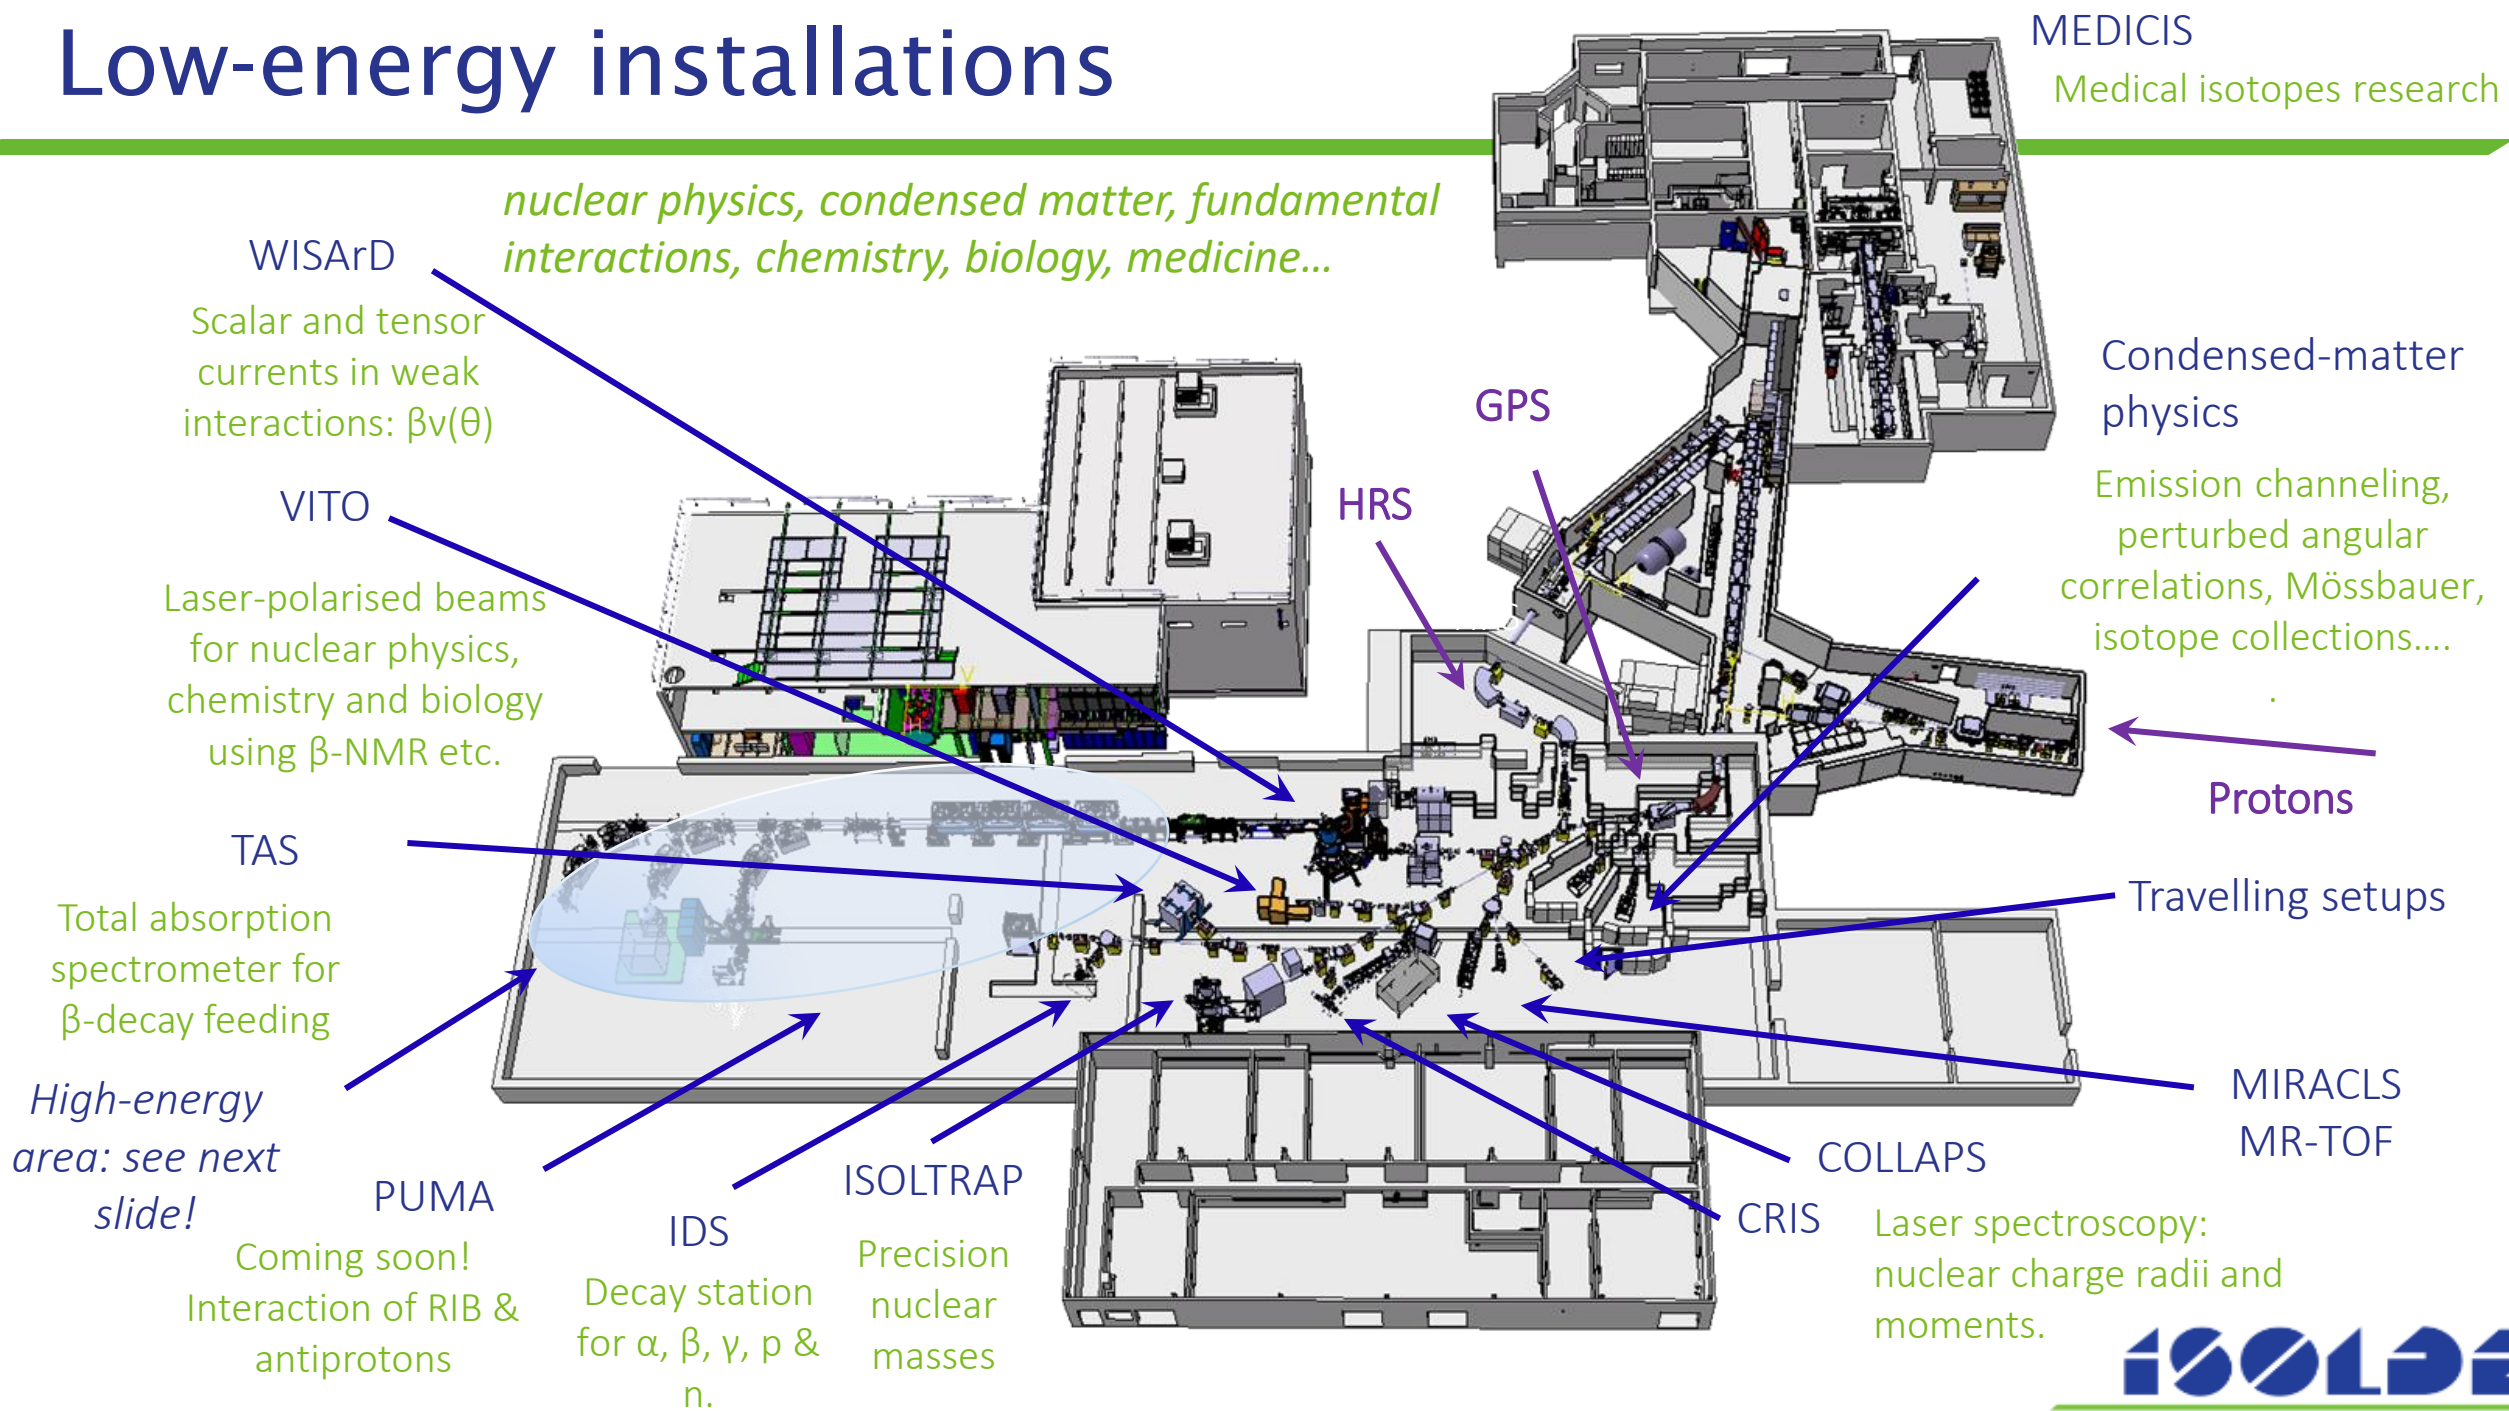 Low-energy installations
MEDICIS
Medical isotopes research
nuclear physics, condensed matter, fundamental
interactions, chemistry, biology, medicine...
WISArD
Scalar and tensor
currents in weak
interactions: βν(θ)
VITO
Laser-polarised beams
for nuclear physics,
chemistry and biology
using β-NMR etc.
TAS
Total absorption
spectrometer for
β-decay feeding
High-energy
area: see next
slide!
PUMA
Coming soon!
Interaction of RIB &
antiprotons
IDS
Decay station
for α, β, γ, p &
n.
ISOLTRAP
Precision
nuclear
masses
GPS
HRS
Condensed-matter
physics
Emission channeling,
perturbed angular
correlations, Mössbauer,
isotope collections....
.
Protons
Travelling setups
MIRACLS
MR-TOF
COLLAPS
CRIS
Laser spectroscopy:
nuclear charge radii and
moments.
ISOLDE